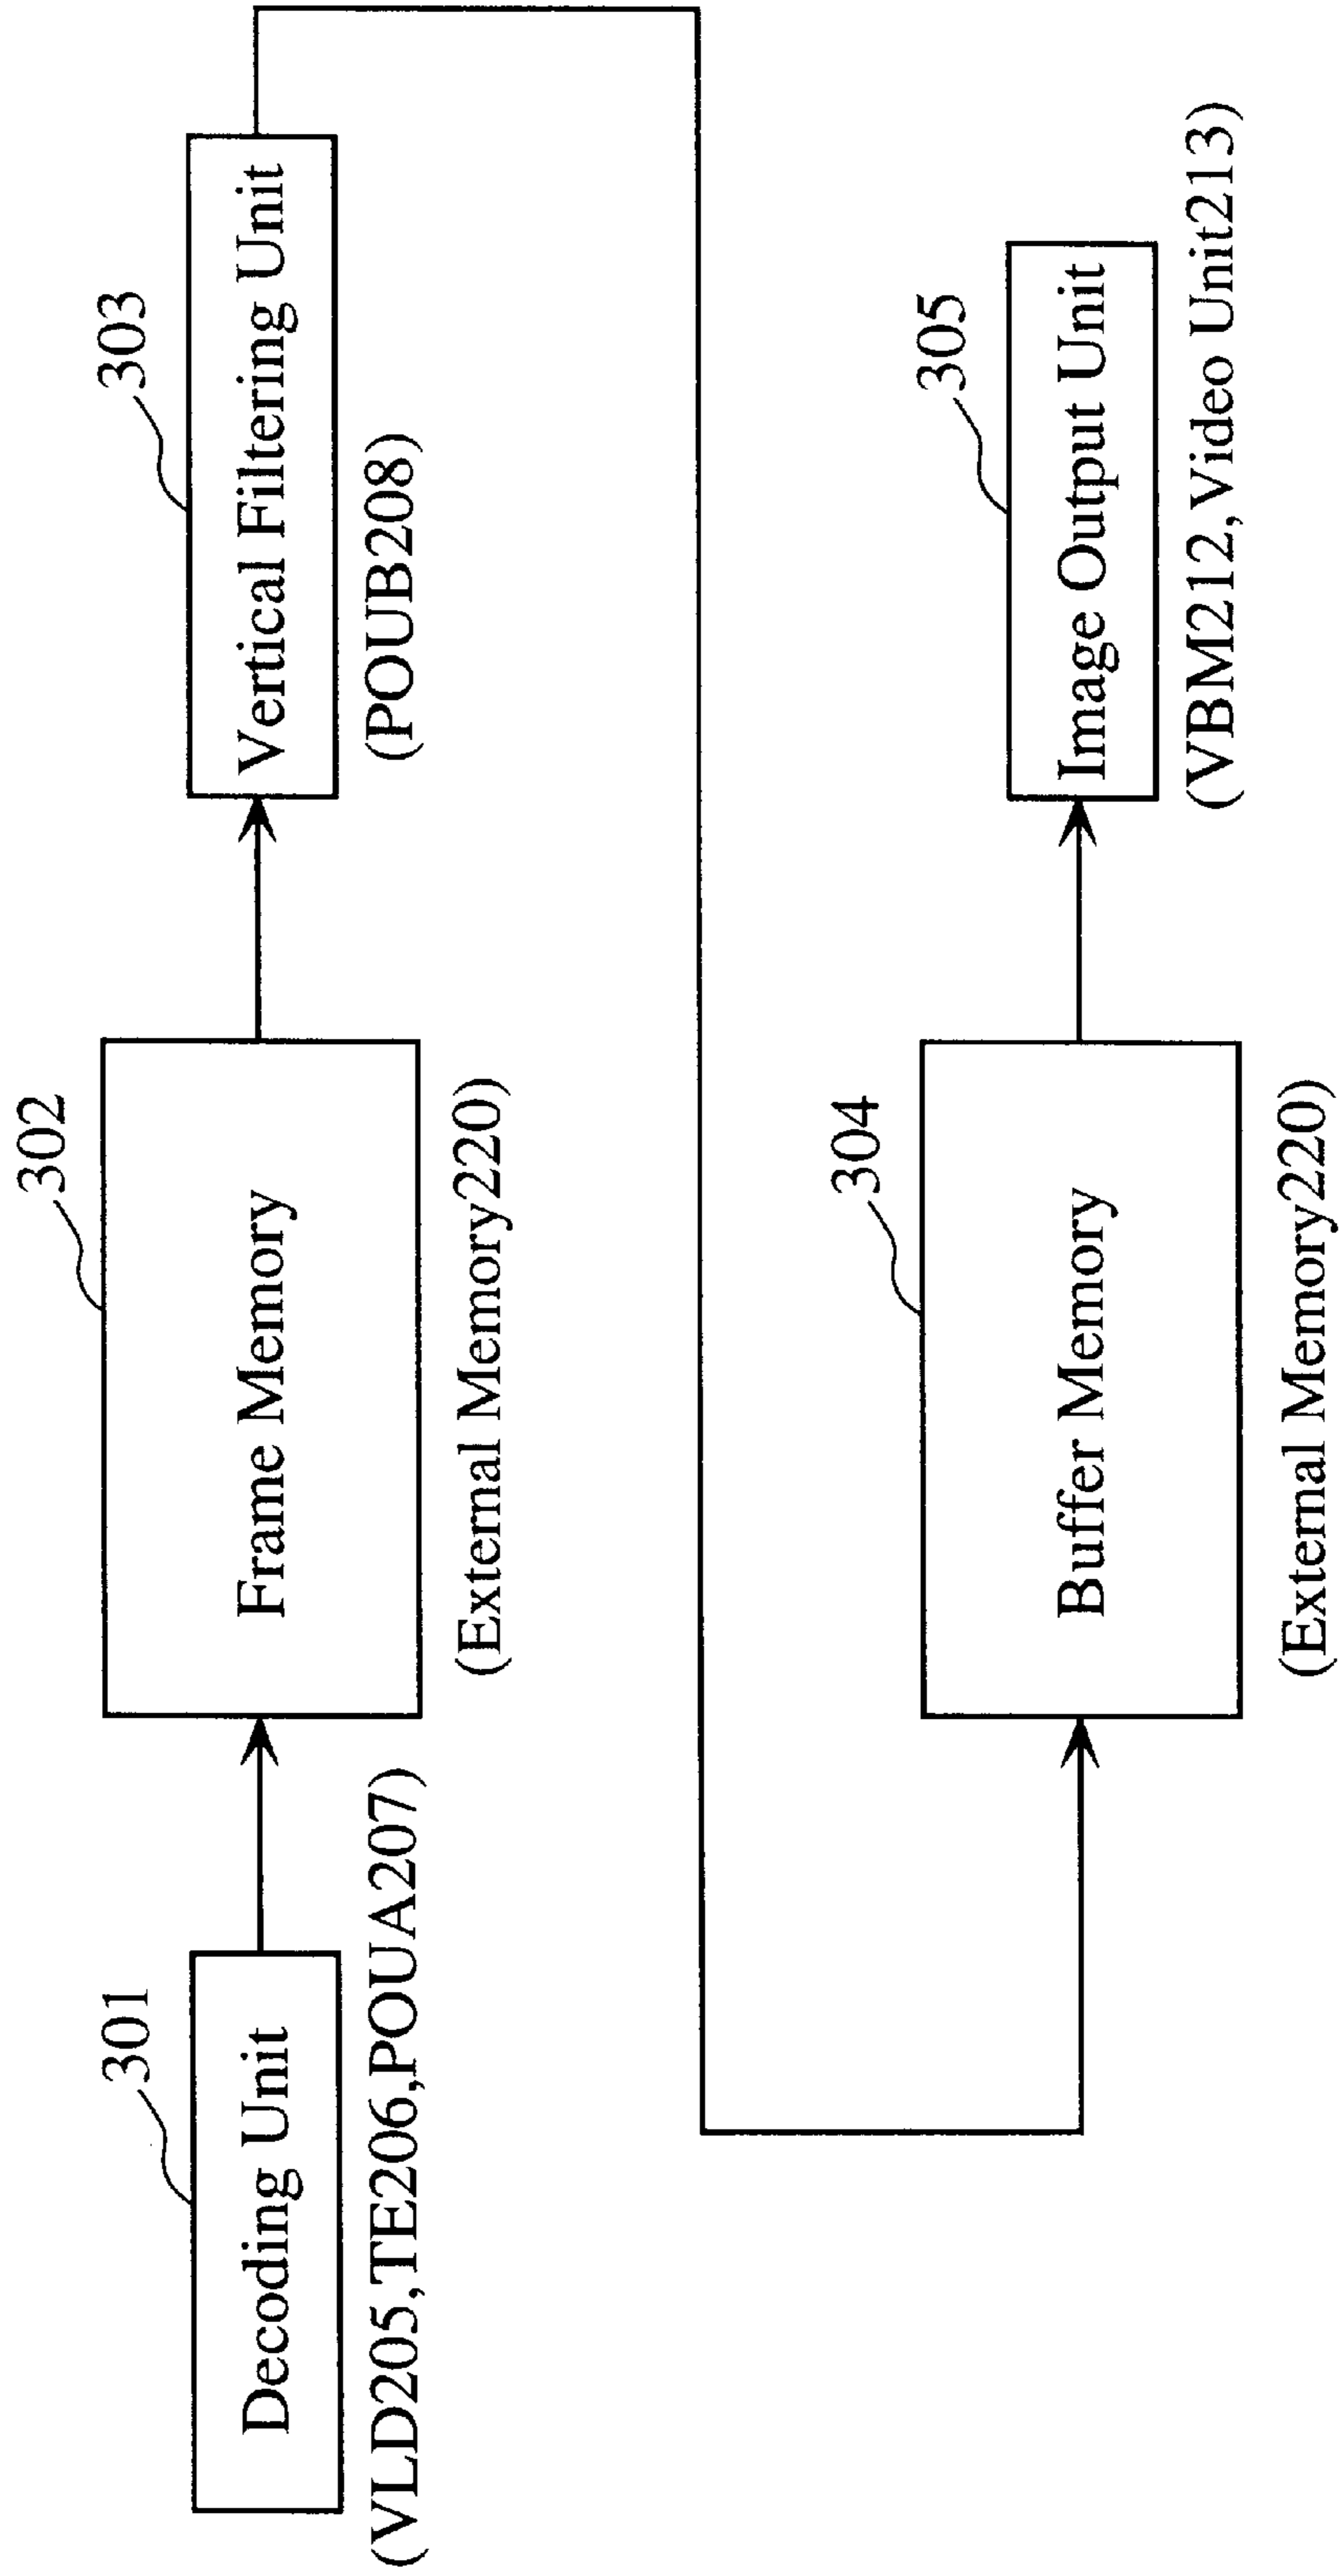 301
Decoding Unit
(VLD205,TE206,POUA207)
302
Frame Memory
(External Memory220)
303
Vertical Filtering Unit
(POUB208)
304
Buffer Memory
(External Memory220)
305
Image Output Unit
(VBM212,Video Unit213)